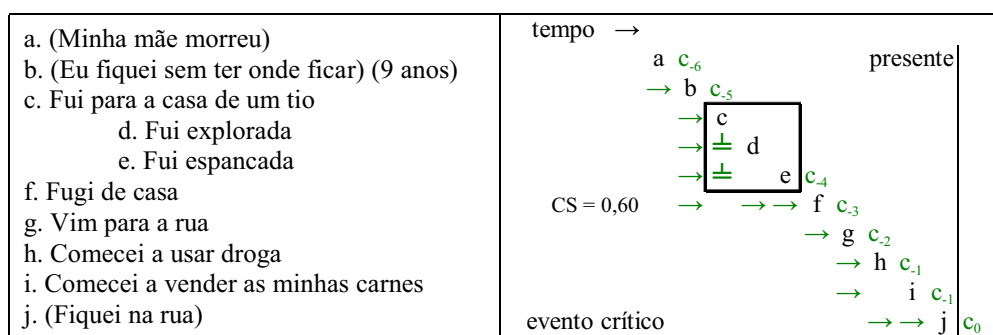 a. (Minha mãe morreu)
b. (Eu fiquei sem ter onde ficar) (9 anos)
c. Fui para a casa de um tio
d. Fui explorada
e. Fui espancada
f. Fugi de casa
g. Vim para a rua
h. Comecei a usar droga
i. Comecei a vender as minhas carnes
j. (Fiquei na rua)
tempo →
presente
a c-6
→ b c-5
→ c
→ ╧ d
→ ╧ e c-4
CS = 0,60 → → → f c-3
→ g c-2
→ h c-1
→ i c-1
evento crítico → → j c0